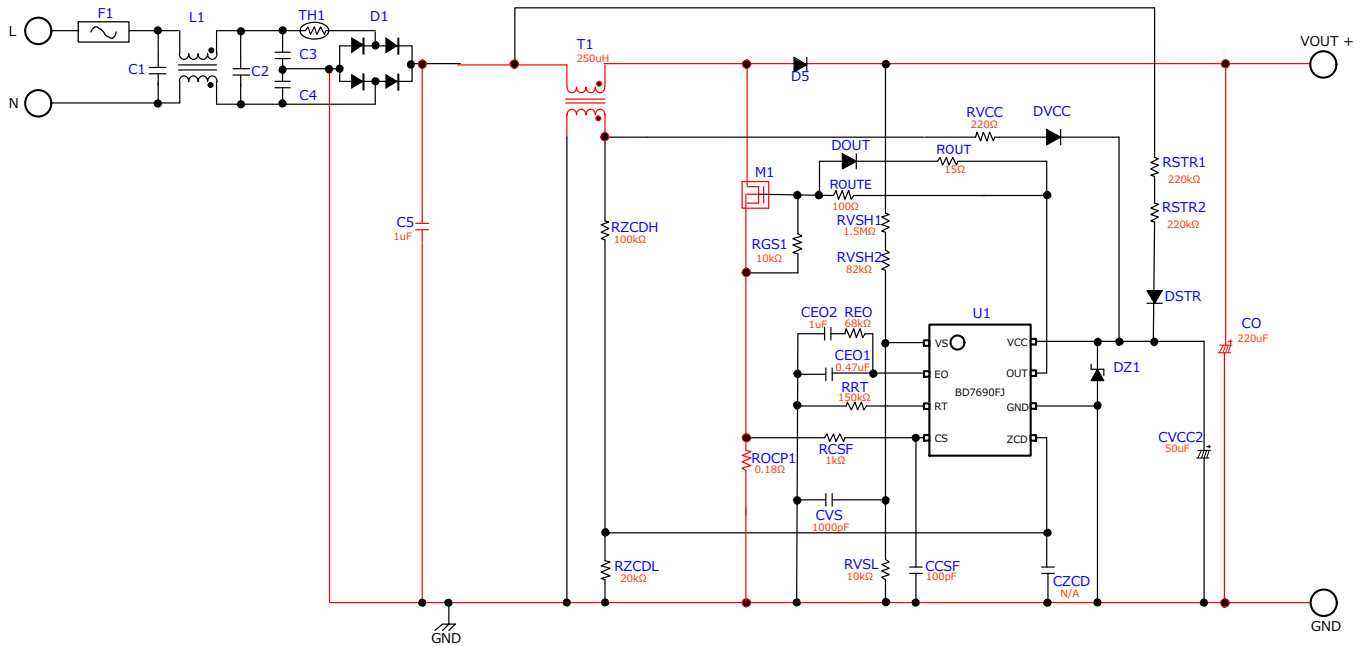 F1
L1
TH1
D1
L
C3
C1
C2
C4
N
T1
250uH
D5
VOUT +
RVCC
220Ω
DVCC
DOUT
ROUT
15Ω
M1
ROUTE
100Ω
RSTR1
220kΩ
RSTR2
220kΩ
C5
1uF
RZCDH
100kΩ
RGS1
10kΩ
RVSH1
1.5MΩ
RVSH2
82kΩ
DSTR
CEO2
1uF
REO
68kΩ
U1
CO
220uF
VS
VCC
CEO1
0.47uF
EO
OUT
DZ1
RRT
150kΩ
BD7690FJ
RT
GND
CS
ZCD
RCSF
1kΩ
ROCP1
0.18Ω
CVCC2
50uF
CVS
1000pF
RZCDL
20kΩ
RVSL
10kΩ
CCSF
100pF
CZCD
N/A
GND
GND